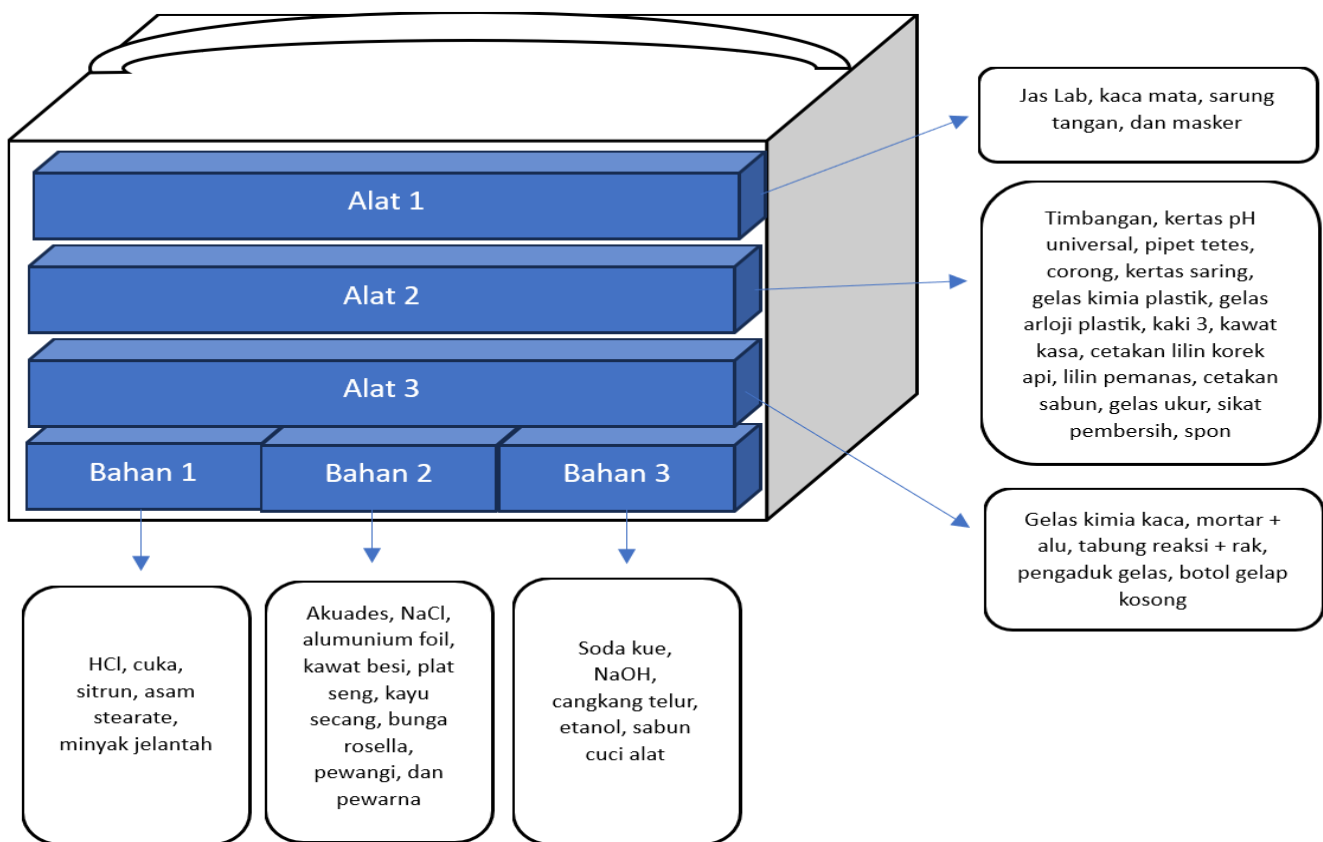 Alat 1
Alat 2
Alat 3
Bahan 1
Bahan 2
Bahan 3
Jas Lab, kaca mata, sarung
tangan, dan masker
Timbangan, kertas pH
universal, pipet tetes,
corong, kertas saring,
gelas kimia plastik, gelas
arloji plastik, kaki 3, kawat
kasa, cetakan lilin korek
api, lilin pemanas, cetakan
sabun, gelas ukur, sikat
pembersih, spon
Gelas kimia kaca, mortar +
alu, tabung reaksi + rak,
pengaduk gelas, botol gelap
kosong
HCl, cuka,
sitrun, asam
stearate,
minyak jelantah
Akuades, NaCl,
alumunium foil,
kawat besi, plat
seng, kayu
secang, bunga
rosella,
pewangi, dan
pewarna
Soda kue,
NaOH,
cangkang telur,
etanol, sabun
cuci alat